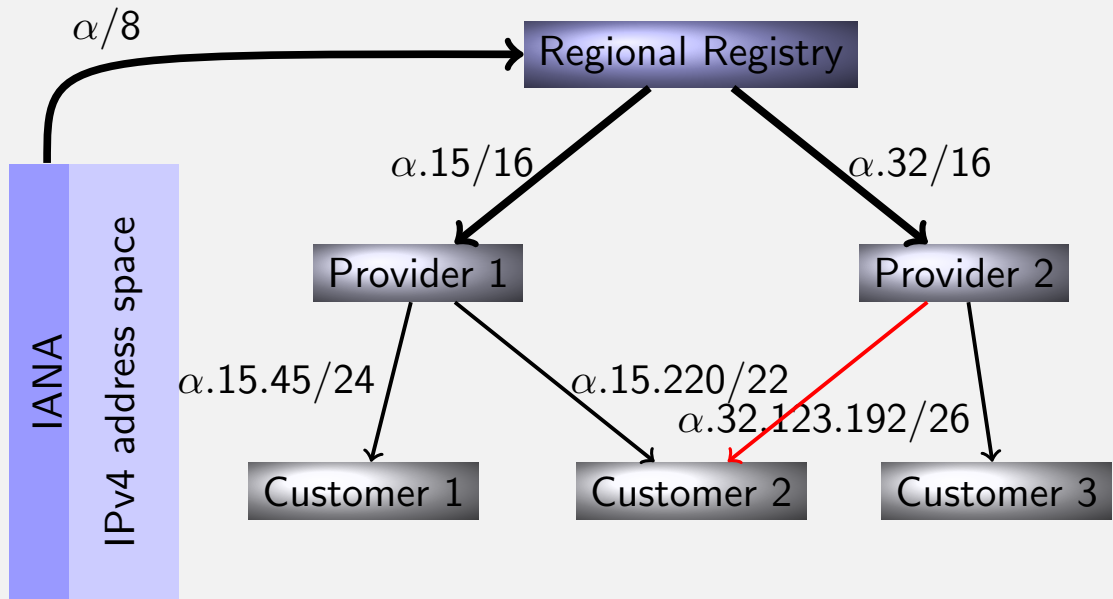 α/8
Regional Registry
α.15/16
α.32/16
IANA
IPv4 address space
Provider 1
Provider 2
α.15.45/24
α.15.220/22
α.32.123.192/26
Customer 1
Customer 2
Customer 3